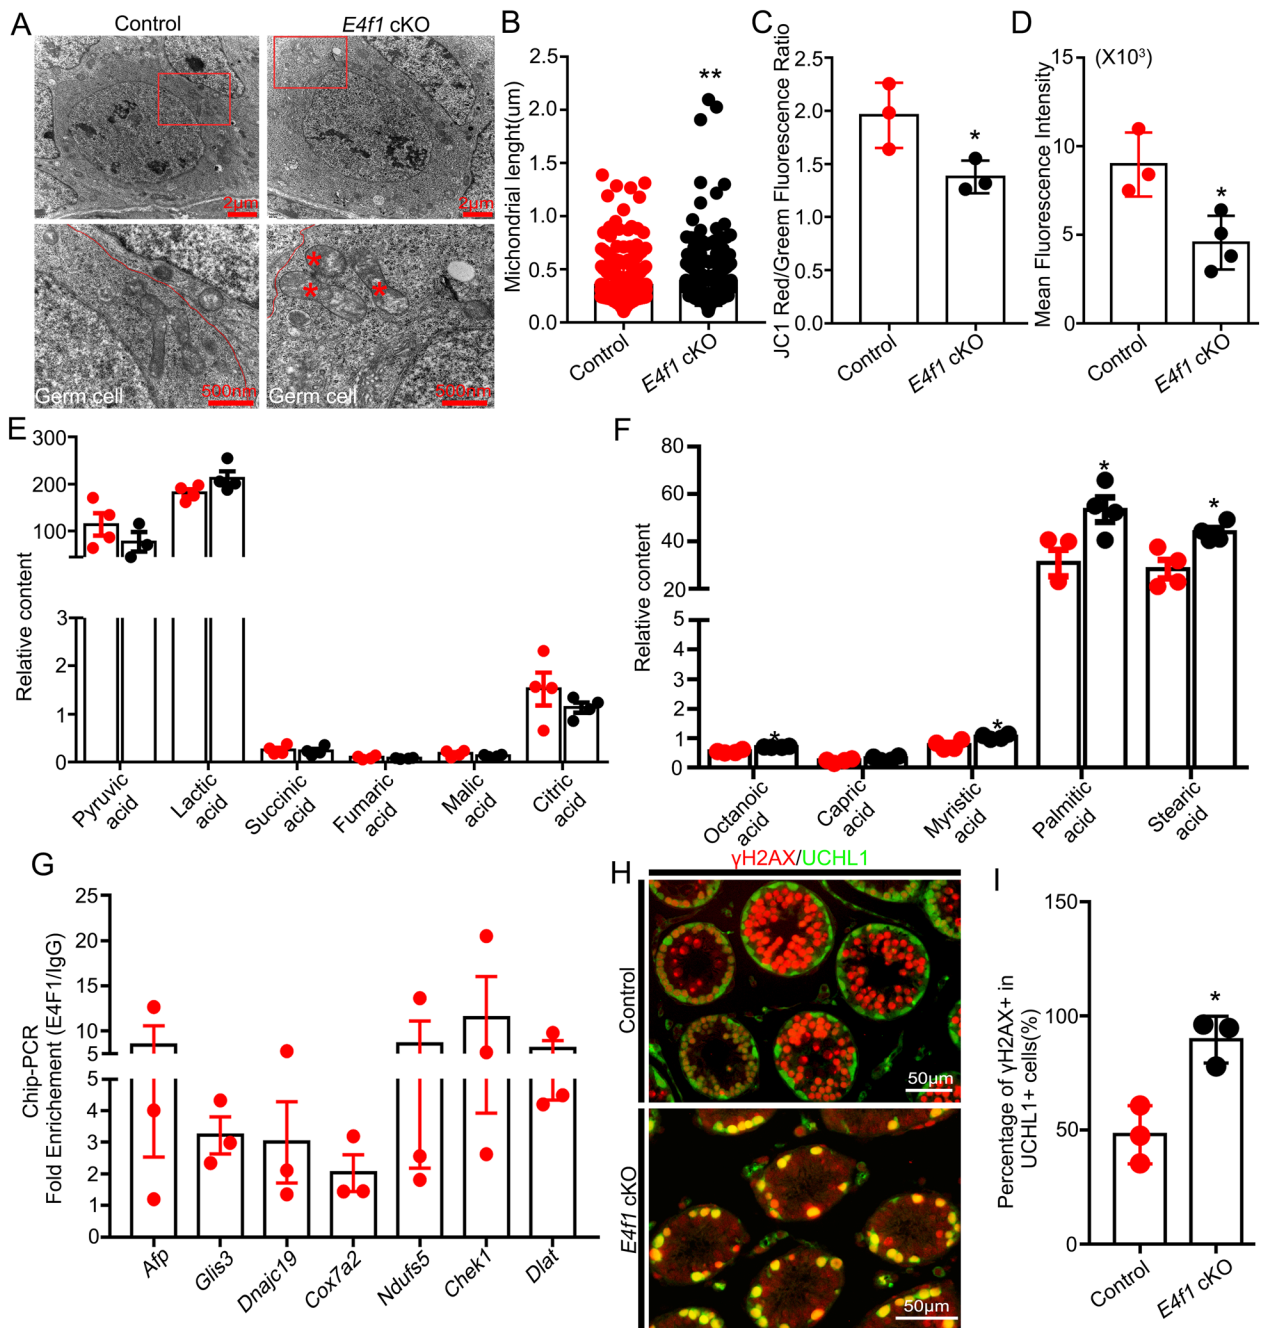 A
Control
E4f1 cKO
2μm
2μm
Germ cell
500nm
Germ cell
500nm
B
Michondrial lenght(um)
2.5
2.0
1.5
1.0
0.5
0.0
**
Control
E4f1 cKO
C
JC1 Red/Greem Fluorescence Ratio
2.5
2.0
1.5
1.0
0.5
0.0
*
Control
E4f1 cKO
D
Mean Fluorescence Intensity
(X10³)
15
10
5
0
*
Control
E4f1 cKO
E
Relative content
300
200
100
3
2
1
0
Pyruvic acid
Lactic acid
Succinic acid
Fumaric acid
Malic acid
Citric acid
F
Relative content
80
60
40
20
5
4
3
2
1
0
*
*
*
*
Octanoic acid
Capric acid
Myristic acid
Palmitic acid
Stearic acid
G
Chip-PCR
Fold Enrichement (E4F1/IgG)
25
20
15
10
5
5
4
3
2
1
0
Afp
Glis3
Dnajc19
Cox7a2
Ndufs5
Chek1
Dlat
H
γH2AX/UCHL1
Control
50μm
E4f1 cKO
50μm
I
Percentage of γH2AX+ in
UCHL1+ cells(%)
150
100
50
0
*
Control
E4f1 cKO